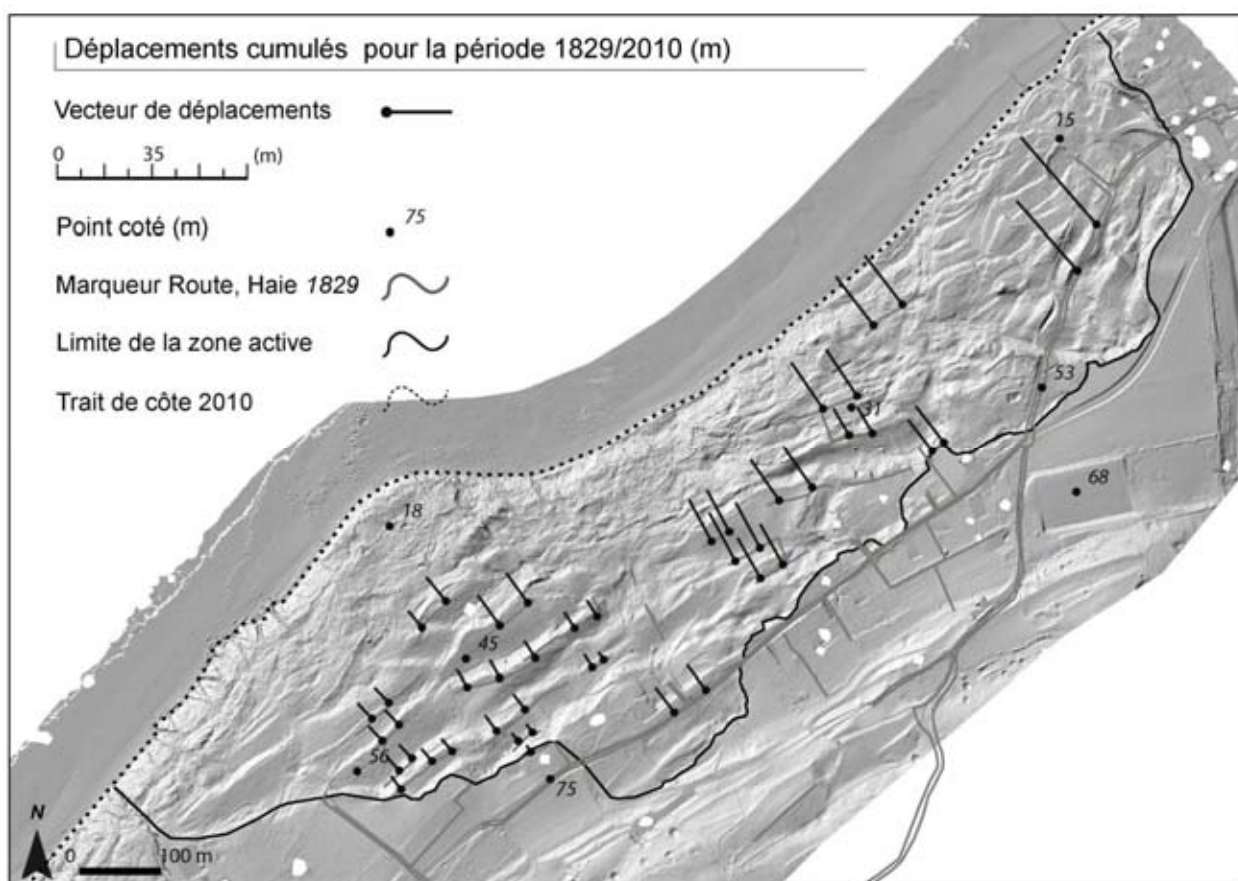 Déplacements cumulés pour la période 1829/2010 (m)
Vecteur de déplacements
0 35 (m)
Point coté (m) 75
Marqueur Route, Haie 1829
Limite de la zone active
Trait de côte 2010
15
53
31
68
18
45
56
75
N
0 100 m